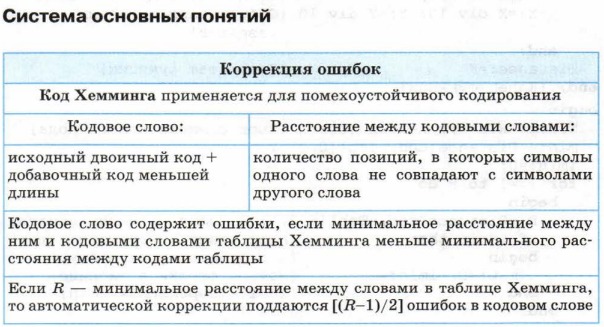 Система основных понятий
Коррекция ошибок
Код Хемминга применяется для помехоустойчивого кодирования
Кодовое слово:
Расстояние между кодовыми словами:
исходный двоичный код +
добавочный код меньшей
длины
количество позиций, в которых символы
одного слова не совпадают с символами
другого слова
Кодовое слово содержит ошибки, если минимальное расстояние между
ним и кодовыми словами таблицы Хемминга меньше минимального рас-
стояния между кодами таблицы
Если R — минимальное расстояние между словами в таблице Хемминга,
то автоматической коррекции поддаются [(R–1)/2] ошибок в кодовом слове